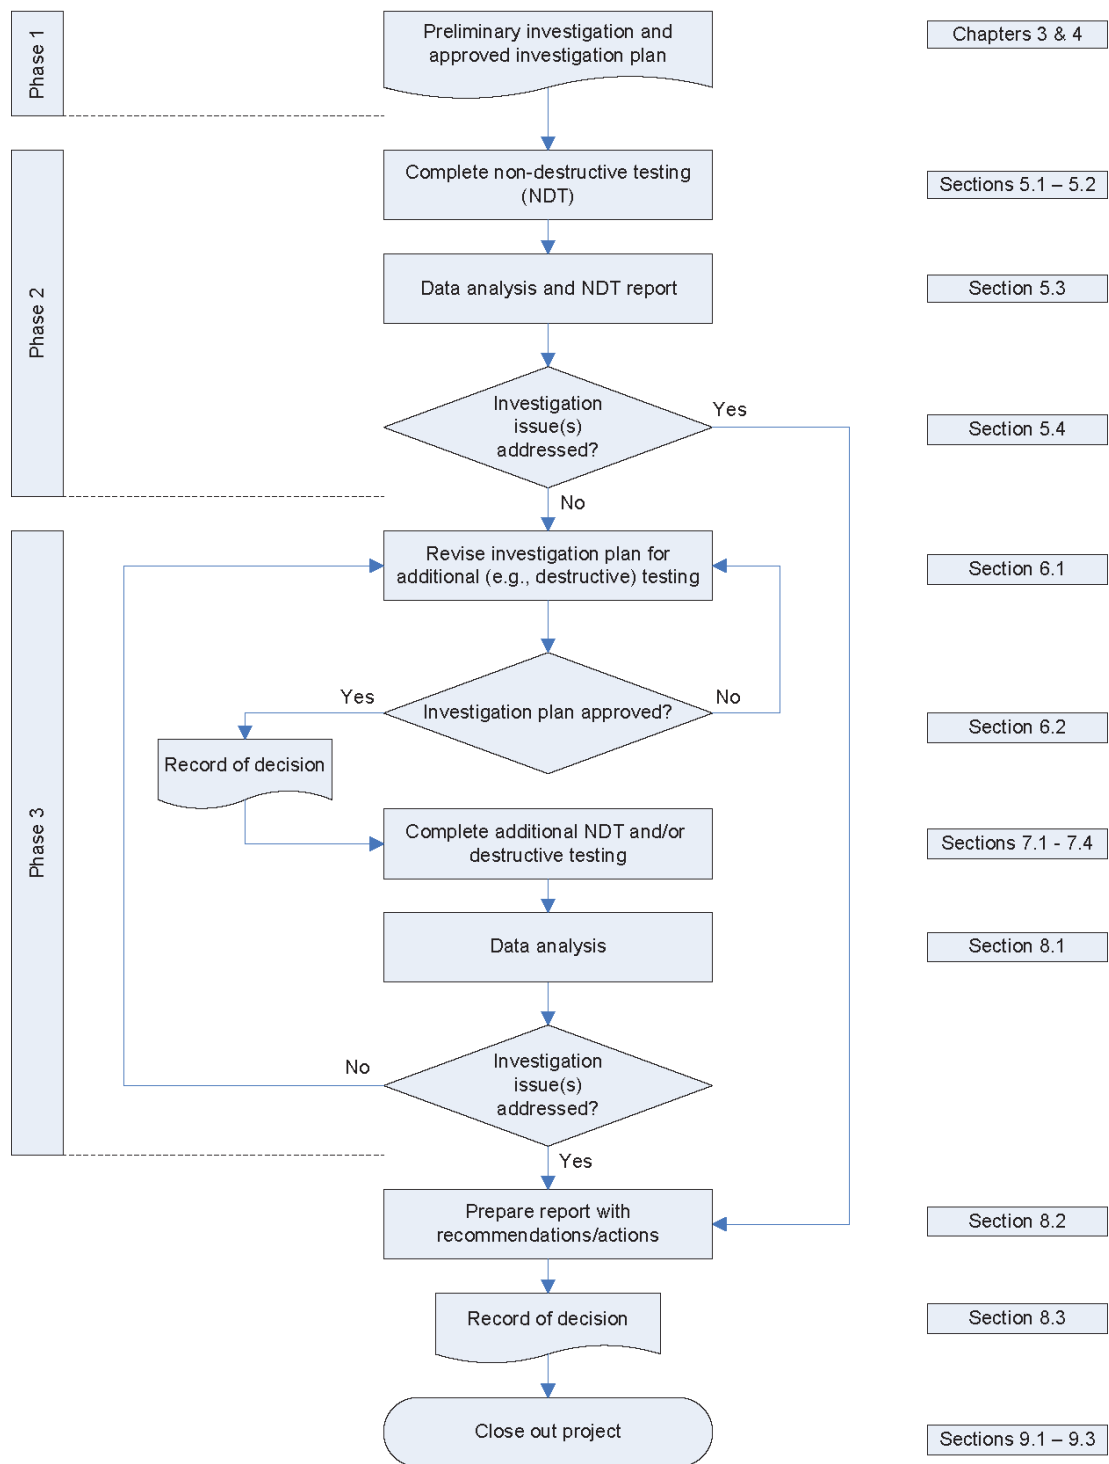 Phase 1
Preliminary investigation and
approved investigation plan
Chapters 3 & 4
Phase 2
Complete non-destructive testing
(NDT)
Sections 5.1 – 5.2
Data analysis and NDT report
Section 5.3
Investigation
issue(s)
addressed?
Yes
No
Section 5.4
Phase 3
Revise investigation plan for
additional (e.g., destructive) testing
Section 6.1
Yes
Investigation plan approved?
No
Section 6.2
Record of decision
Complete additional NDT and/or
destructive testing
Sections 7.1 - 7.4
Data analysis
Section 8.1
No
Investigation
issue(s)
addressed?
Yes
Prepare report with
recommendations/actions
Section 8.2
Record of decision
Section 8.3
Close out project
Sections 9.1 – 9.3